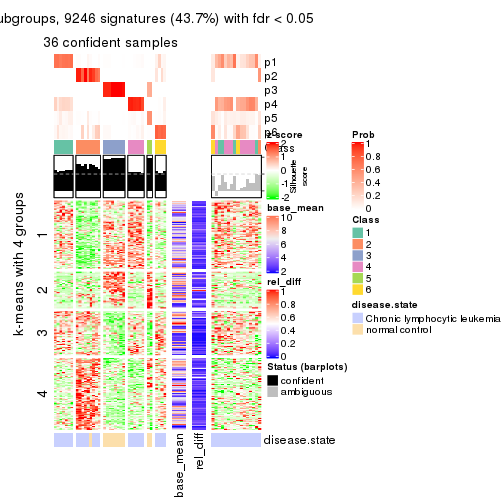 ubgroups, 9246 signatures (43.7%) with fdr < 0.05
36 confident samples
p1
p2
p3
p4
p5
p6
z-score
2
1
0
-1
-2
Class
1
0.5
0
Silhouette
score
k-means with 4 groups
1
2
3
4
base_mean
10
8
6
4
2
rel_diff
1
0.8
0.6
0.4
0.2
0
Status (barplots)
confident
ambiguous
Prob
1
0.8
0.6
0.4
0.2
0
Class
1
2
3
4
5
6
disease.state
Chronic lymphocytic leukemia
normal control
disease.state
base_mean
rel_diff